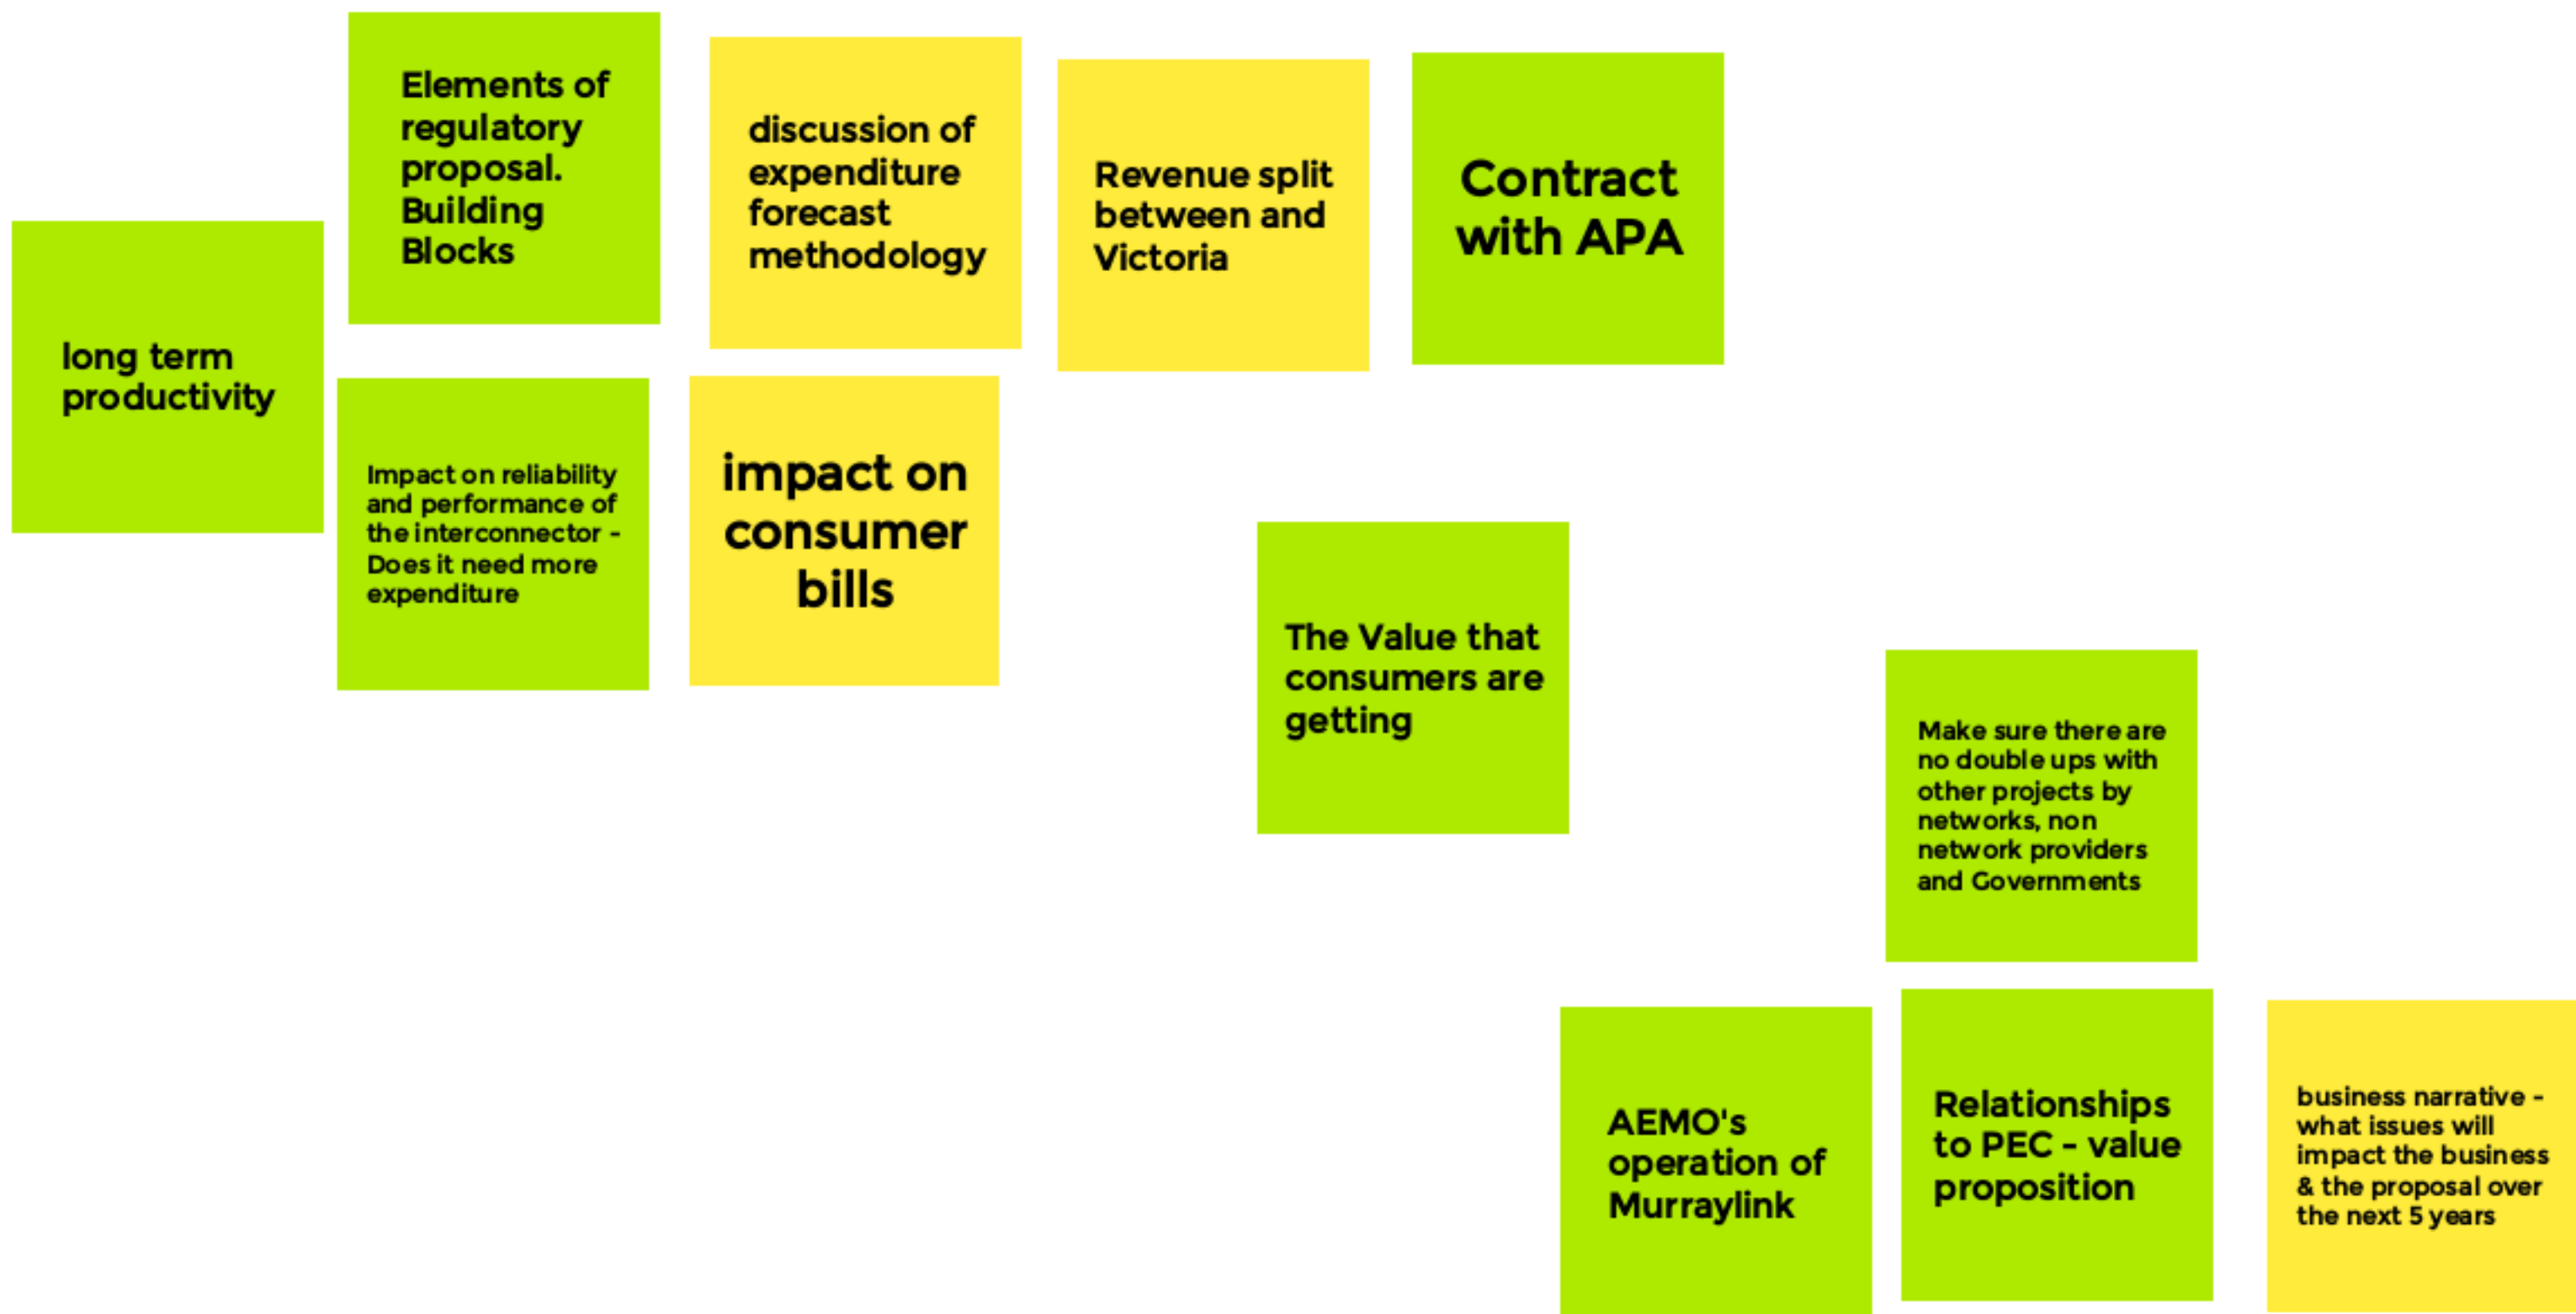 Elements of
regulatory
proposal.
Building
Blocks
discussion of
expenditure
forecast
methodology
Revenue split
between and
Victoria
Contract
with APA
long term
productivity
Impact on reliability
and performance of
the interconnector -
Does it need more
expenditure
impact on
consumer
bills
The Value that
consumers are
getting
Make sure there are
no double ups with
other projects by
networks, non
network providers
and Governments
AEMO's
operation of
Murraylink
Relationships
to PEC - value
proposition
business narrative -
what issues will
impact the business
& the proposal over
the next 5 years